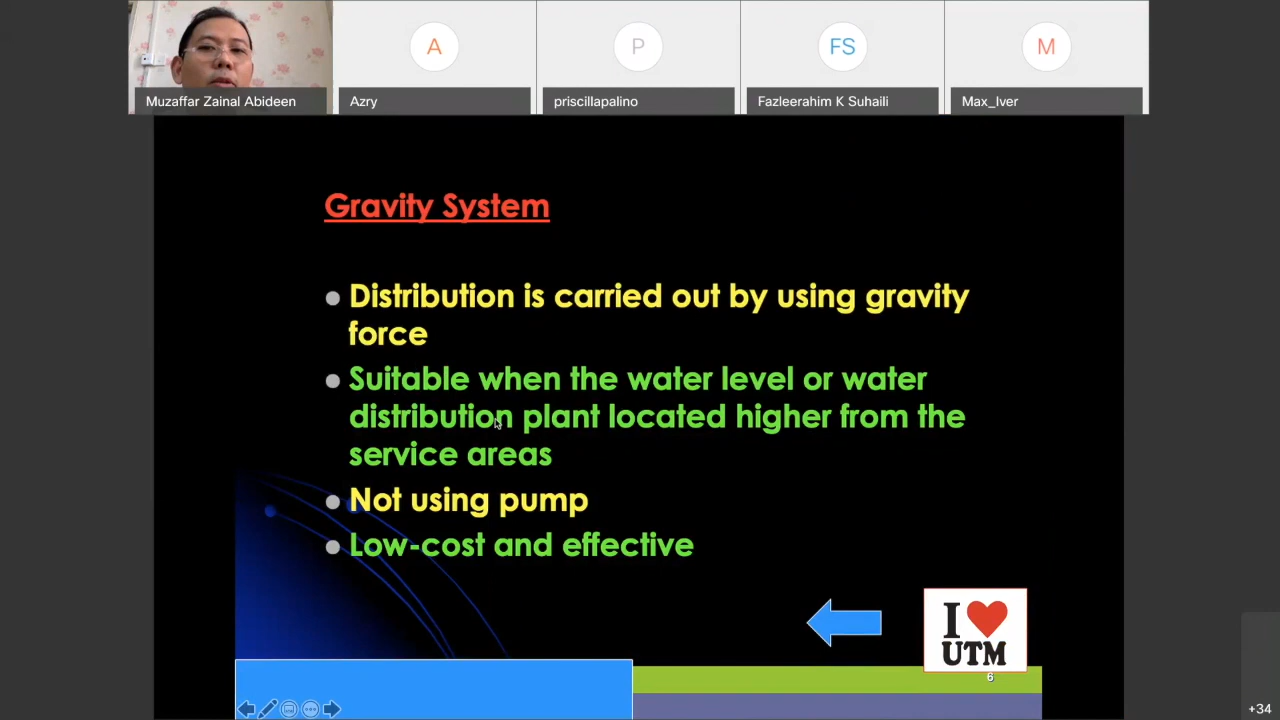 A
P
FS
M
Muzaffar Zainal Abideen
Azry
priscillapalino
Fazleerahim K Suhaili
Max_Iver
Gravity System
Distribution is carried out by using gravity
force
Suitable when the water level or water
distribution plant located higher from the
service areas
Not using pump
Low-cost and effective
I
UTM
6
+34